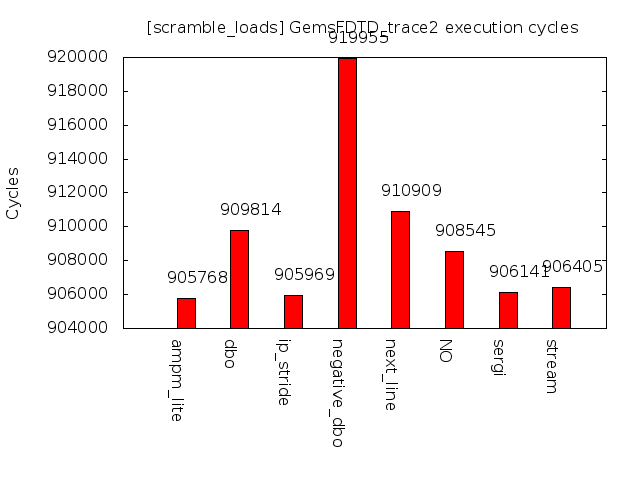 [scramble_loads] GemsFDTD_trace2 execution cycles
919955
920000
918000
916000
914000
912000
910000
908000
906000
904000
Cycles
905768
909814
905969
910909
908545
906141
906405
ampm_lite
dbo
ip_stride
negative_dbo
next_line
NO
sergi
stream